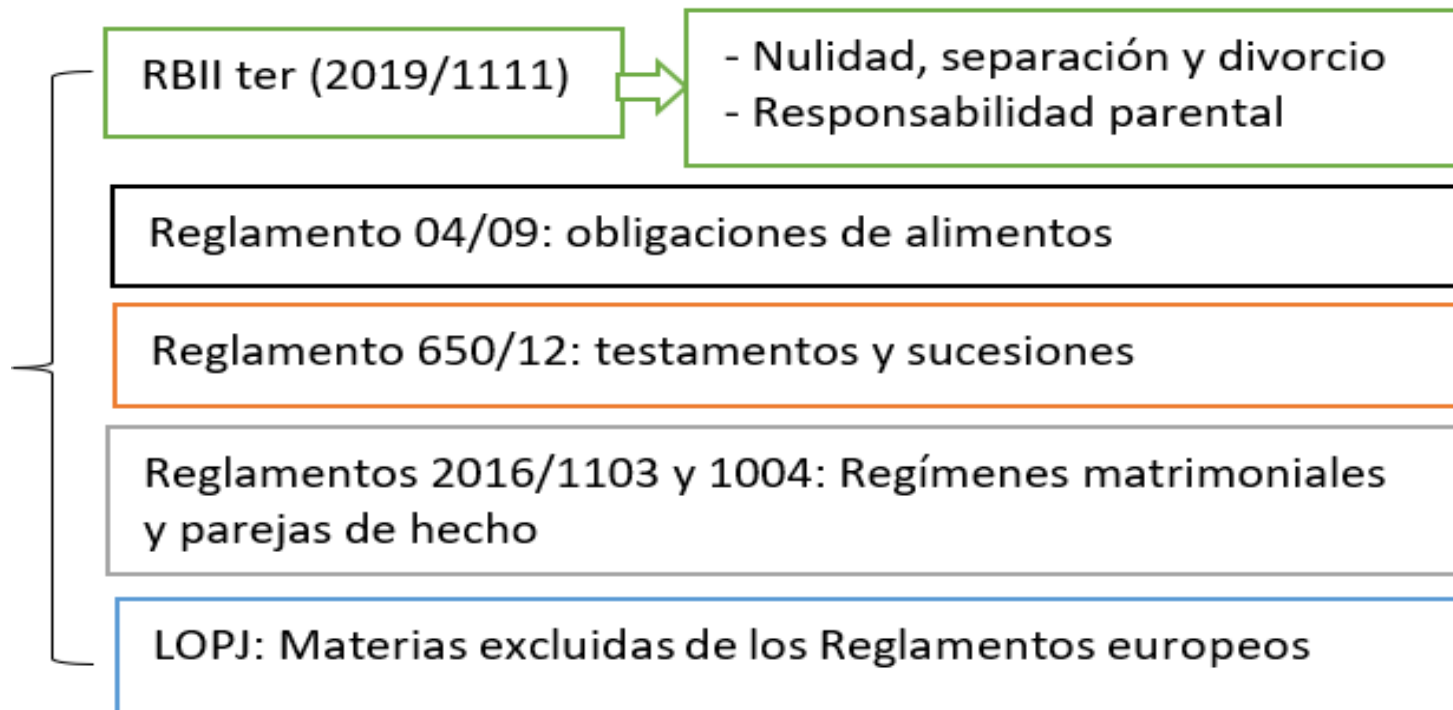 RBII ter (2019/1111)
- Nulidad, separación y divorcio
- Responsabilidad parental
Reglamento 04/09: obligaciones de alimentos
Reglamento 650/12: testamentos y sucesiones
Reglamentos 2016/1103 y 1004: Regímenes matrimoniales
y parejas de hecho
LOPJ: Materias excluidas de los Reglamentos europeos